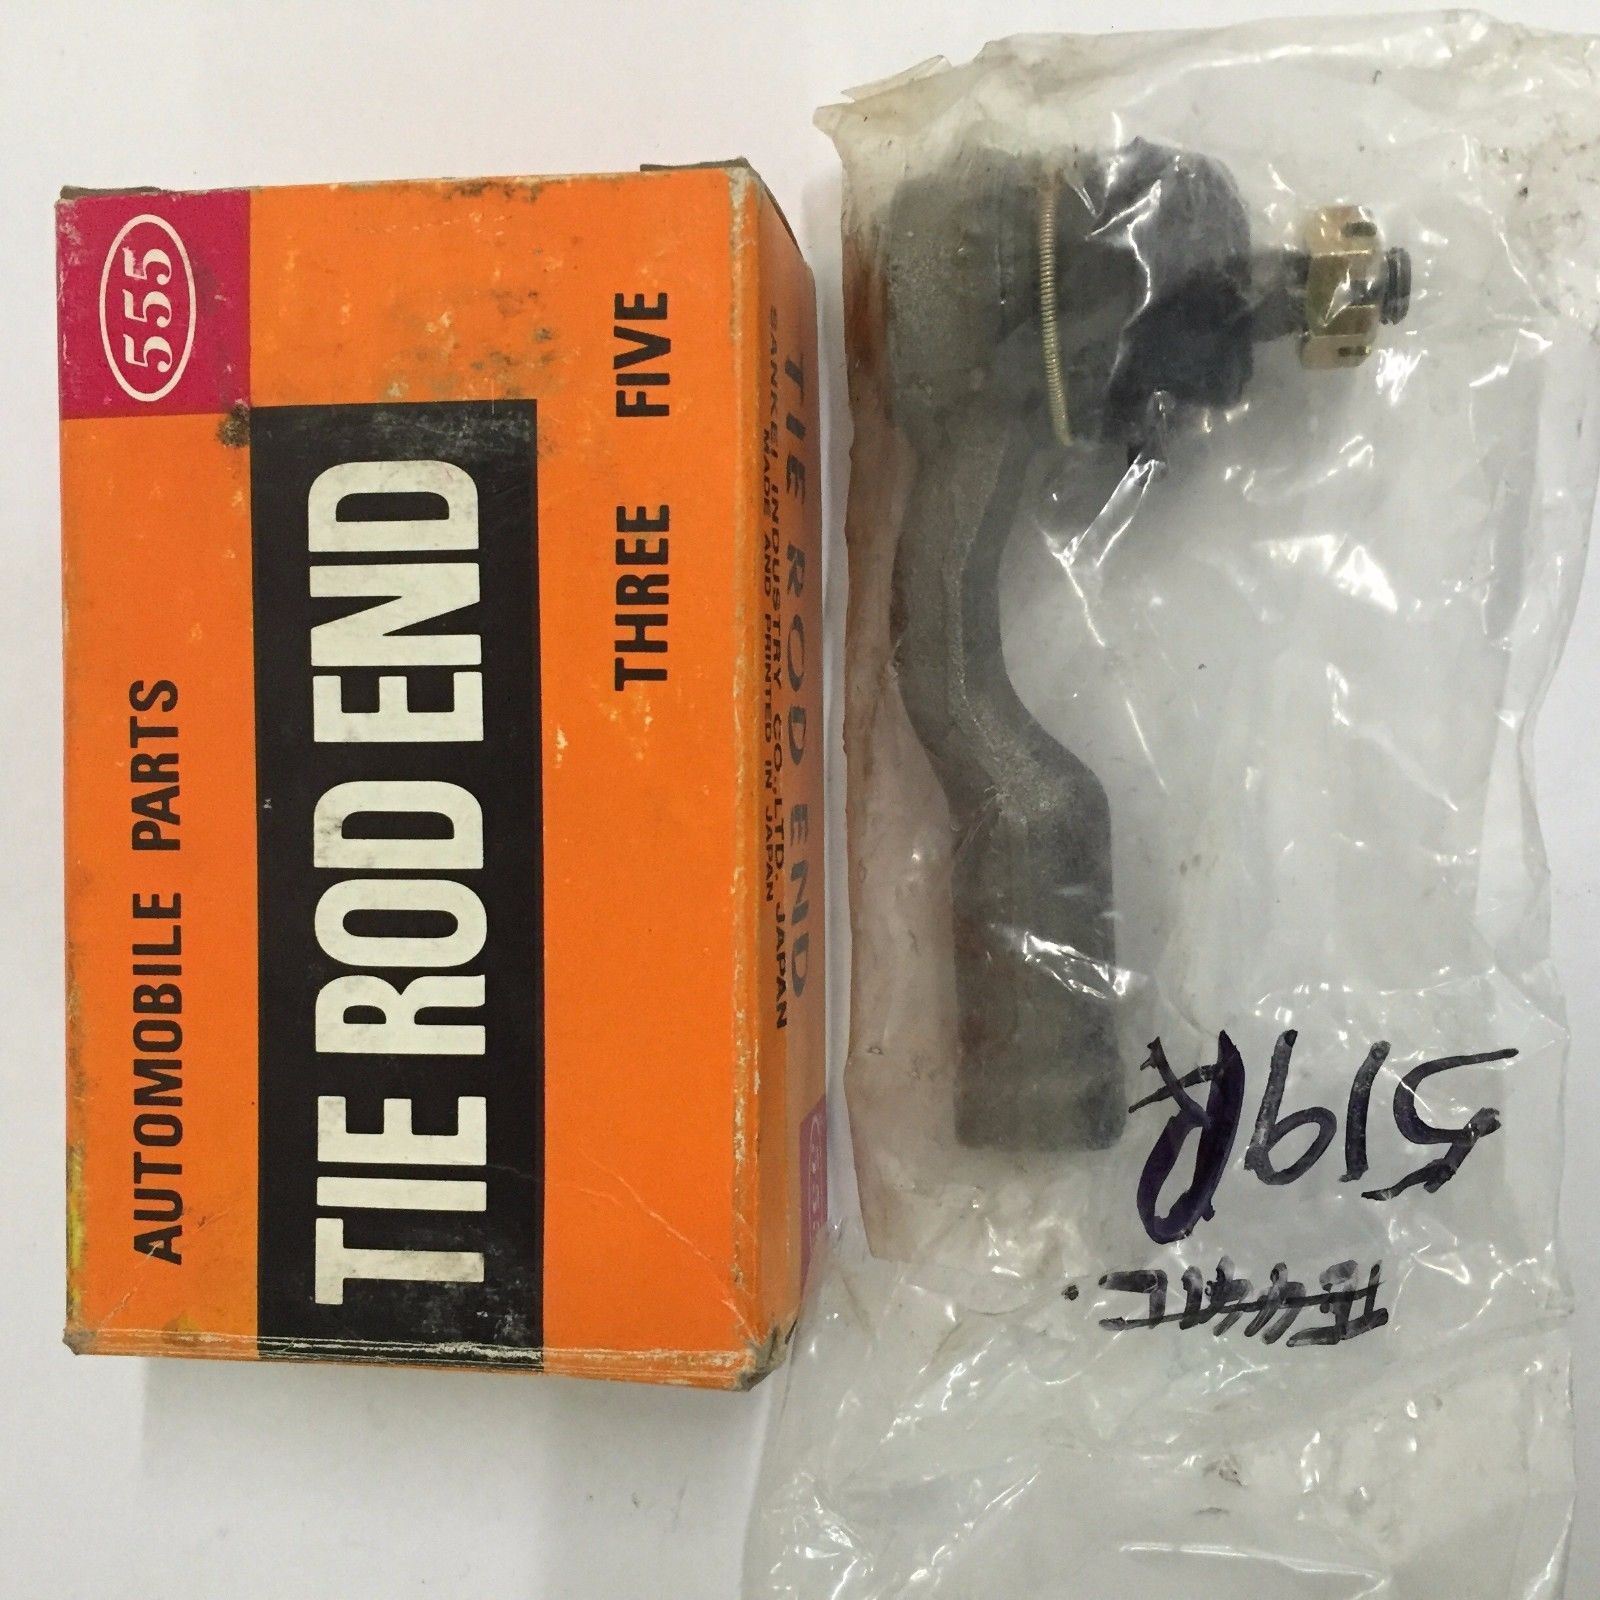 555
AUTOMOBILE PARTS
TIE ROD END
THREE FIVE
TIE ROD END
SANKEI INDUSTRY CO., LTD. JAPAN
MADE AND PRINTED IN JAPAN
519R